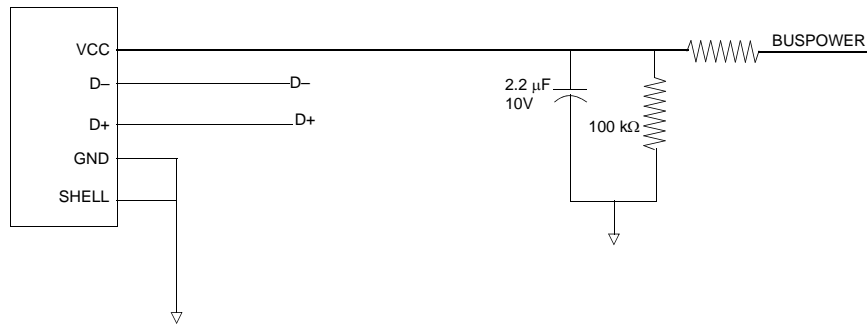 VCC
BUSPOWER
D–
D–
2.2 μF
10V
D+
D+
100 kΩ
GND
SHELL